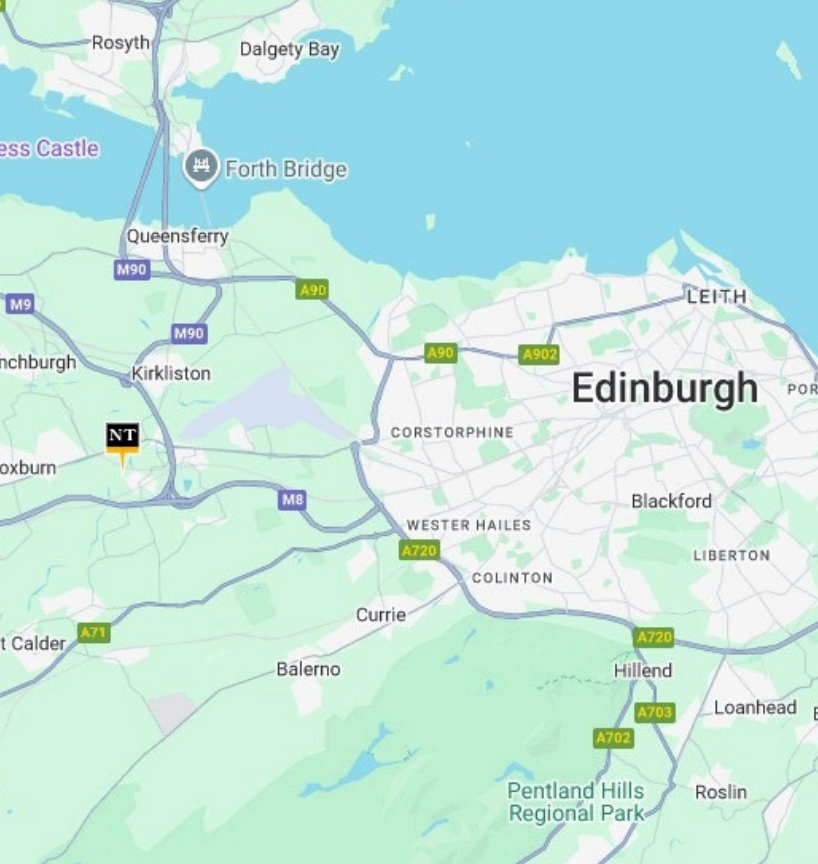 Rosyth
Dalgety Bay
ess Castle
Forth Bridge
Queensferry
M90
A90
M9
LEITH
M90
A90
A902
nchburgh
Kirkliston
Edinburgh
POR
NT
CORSTORPHINE
oxburn
M8
Blackford
WESTER HAILES
A720
LIBERTON
COLINTON
Currie
A71
A720
t Calder
Balerno
Hillend
A703
Loanhead
E
A702
Pentland Hills
Regional Park
Roslin